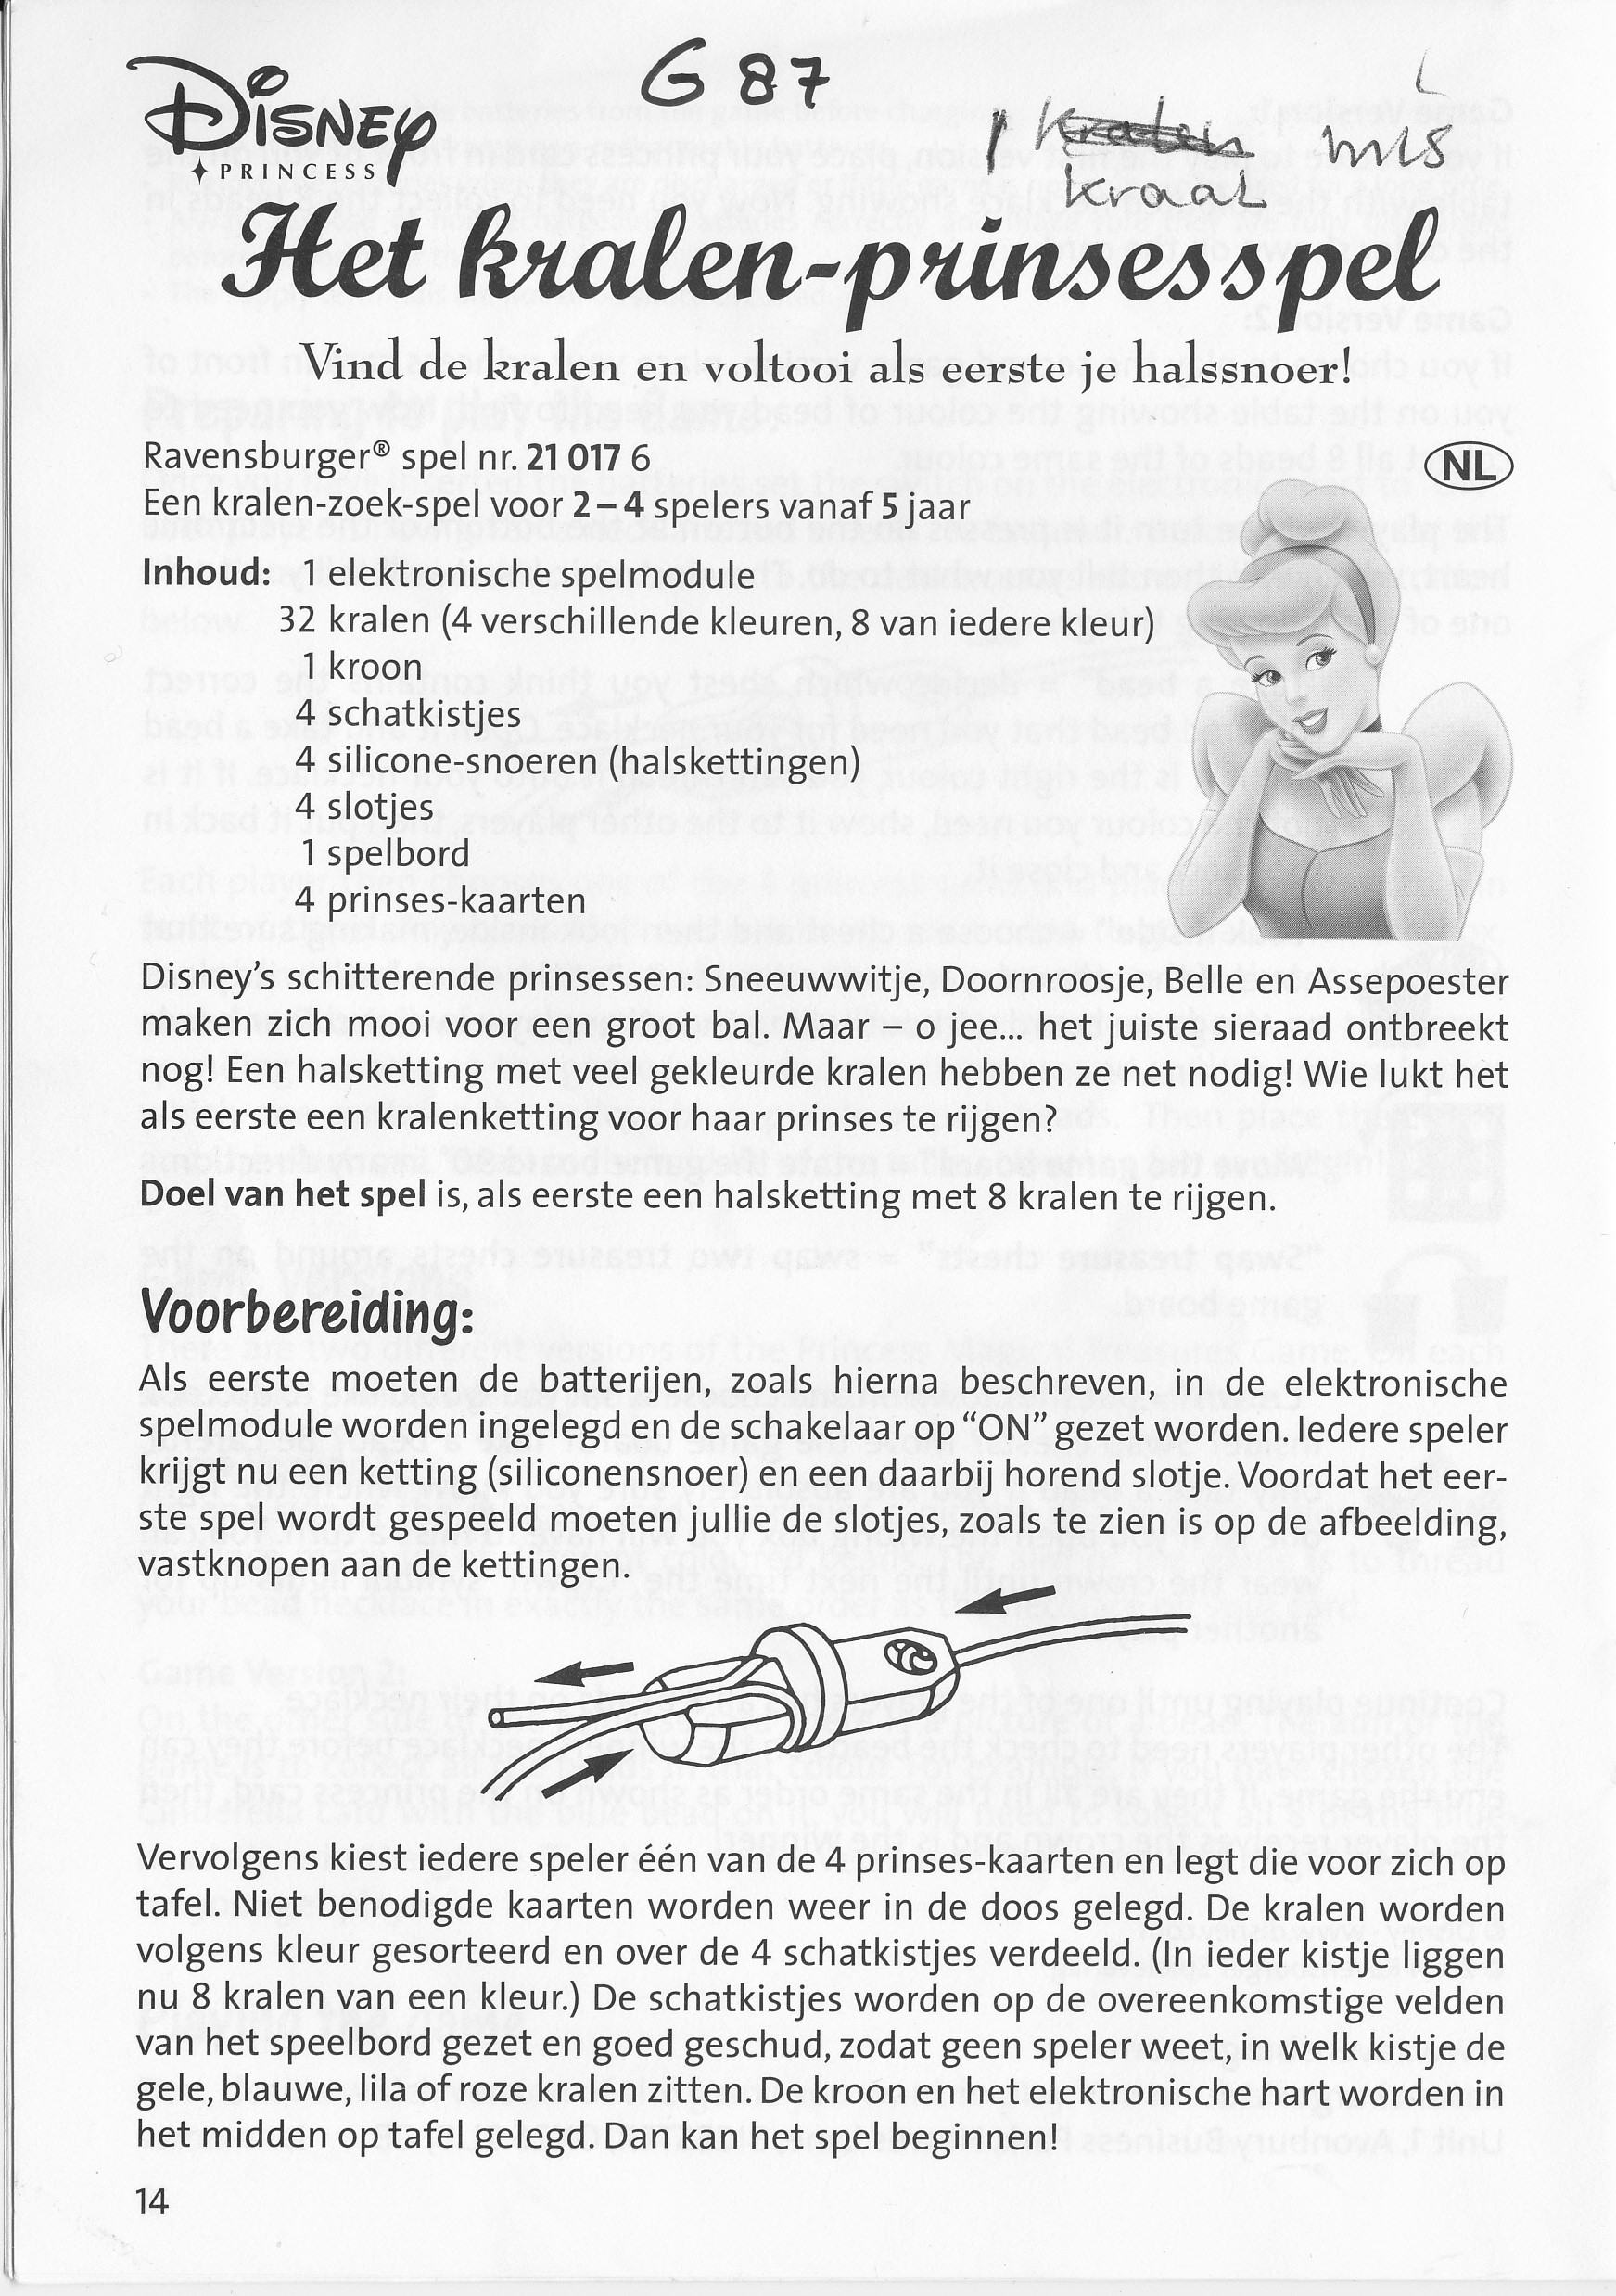 G 87
1 Kralen mis
kraal
Disney
PRINCESS
Het kralen-prinsesspel
Vind de kralen en voltooi als eerste je halssnoer!
Ravensburger® spel nr. 21 017 6
NL
Een kralen-zoek-spel voor 2 – 4 spelers vanaf 5 jaar
Inhoud: 1 elektronische spelmodule
32 kralen (4 verschillende kleuren, 8 van iedere kleur)
1 kroon
4 schatkistjes
4 silicone-snoeren (halskettingen)
4 slotjes
1 spelbord
4 prinses-kaarten
Disney’s schitterende prinsessen: Sneeuwwitje, Doornroosje, Belle en Assepoester
maken zich mooi voor een groot bal. Maar – o jee... het juiste sieraad ontbreekt
nog! Een halsketting met veel gekleurde kralen hebben ze net nodig! Wie lukt het
als eerste een kralenketting voor haar prinses te rijgen?
Doel van het spel is, als eerste een halsketting met 8 kralen te rijgen.
Voorbereiding:
Als eerste moeten de batterijen, zoals hierna beschreven, in de elektronische
spelmodule worden ingelegd en de schakelaar op “ON” gezet worden. Iedere speler
krijgt nu een ketting (siliconensnoer) en een daarbij horend slotje. Voordat het eer-
ste spel wordt gespeeld moeten jullie de slotjes, zoals te zien is op de afbeelding,
vastknopen aan de kettingen.
Vervolgens kiest iedere speler één van de 4 prinses-kaarten en legt die voor zich op
tafel. Niet benodigde kaarten worden weer in de doos gelegd. De kralen worden
volgens kleur gesorteerd en over de 4 schatkistjes verdeeld. (In ieder kistje liggen
nu 8 kralen van een kleur.) De schatkistjes worden op de overeenkomstige velden
van het speelbord gezet en goed geschud, zodat geen speler weet, in welk kistje de
gele, blauwe, lila of roze kralen zitten. De kroon en het elektronische hart worden in
het midden op tafel gelegd. Dan kan het spel beginnen!
14